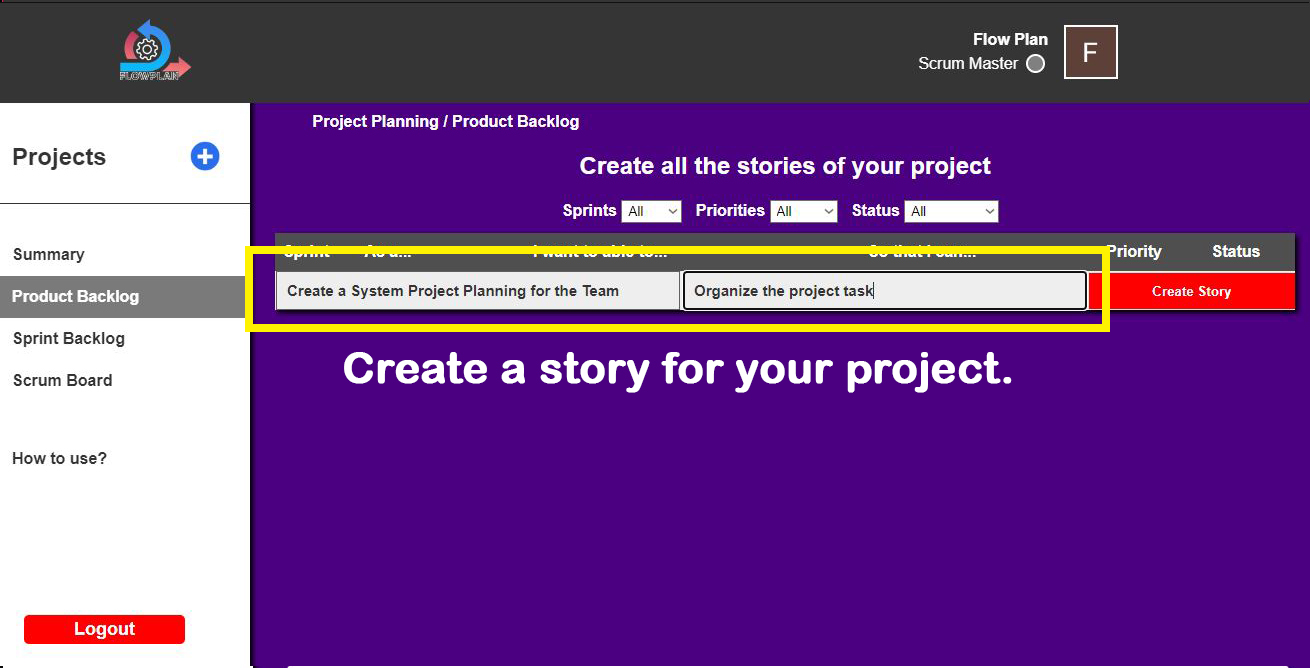 FLOWPLAN
Flow Plan
Scrum Master
F
Projects
Project Planning / Product Backlog
Create all the stories of your project
Sprints All Priorities All Status All
Sprint As a... I want to able to... So that I can... Priority Status
Create a System Project Planning for the Team Organize the project task Create Story
Create a story for your project.
Summary
Product Backlog
Sprint Backlog
Scrum Board
How to use?
Logout